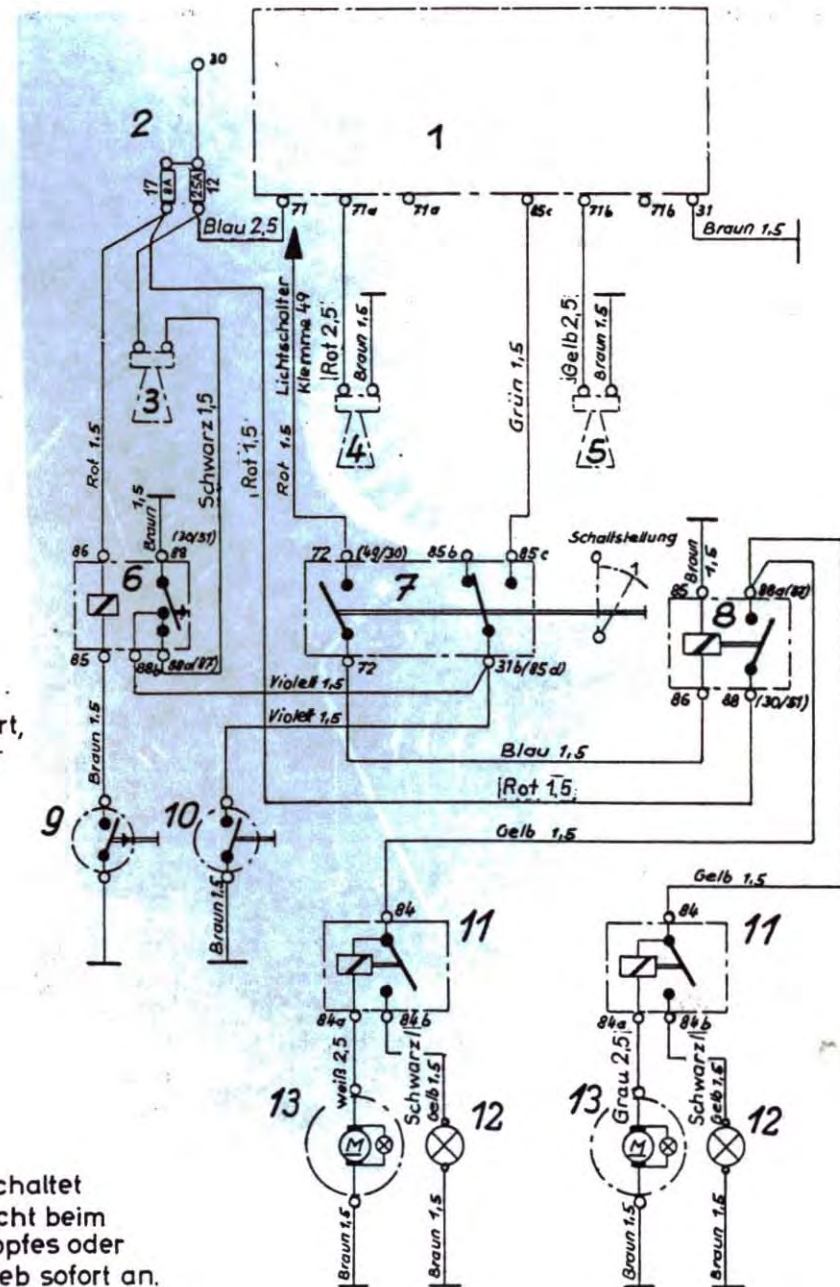 30
2
1
17
8A
25A
12
71
71a
71a
85c
71b
71b
31
Blau 2,5
Braun 1,5
Lichtschalter
Klemme 49
Rot 2,5
Braun 1,5
Gelb 2,5
Braun 1,5
3
4
5
Rot 1.5
Schwarz 1,5
Rot 1,5
Rot 1.5
Grün 1,5
Braun
1,5
(30/51)
86
88
6
85
88b
88a(87)
72
(49/30)
85b
85c
7
72
31b(85d)
Schaltstellung
1
Braun
1,5
85
88a(87)
8
86
88
(30/51)
Violett 1,5
Violett 1,5
Blau 1,5
Rot 1,5
rt,
Braun 1.5
9
10
Gelb 1,5
Gelb 1,5
Braun 1.5
84
11
84
11
84a
84b
84a
84b
weiß 2,5
Schwarz/
Gelb 1,5
Grau 2,5
Schwarz/
Gelb 1,5
13
M
12
13
M
12
Braun 1,5
Braun 1,5
Braun 1,5
Braun 1,5
chaltet
cht beim
opfes oder
eb sofort an.